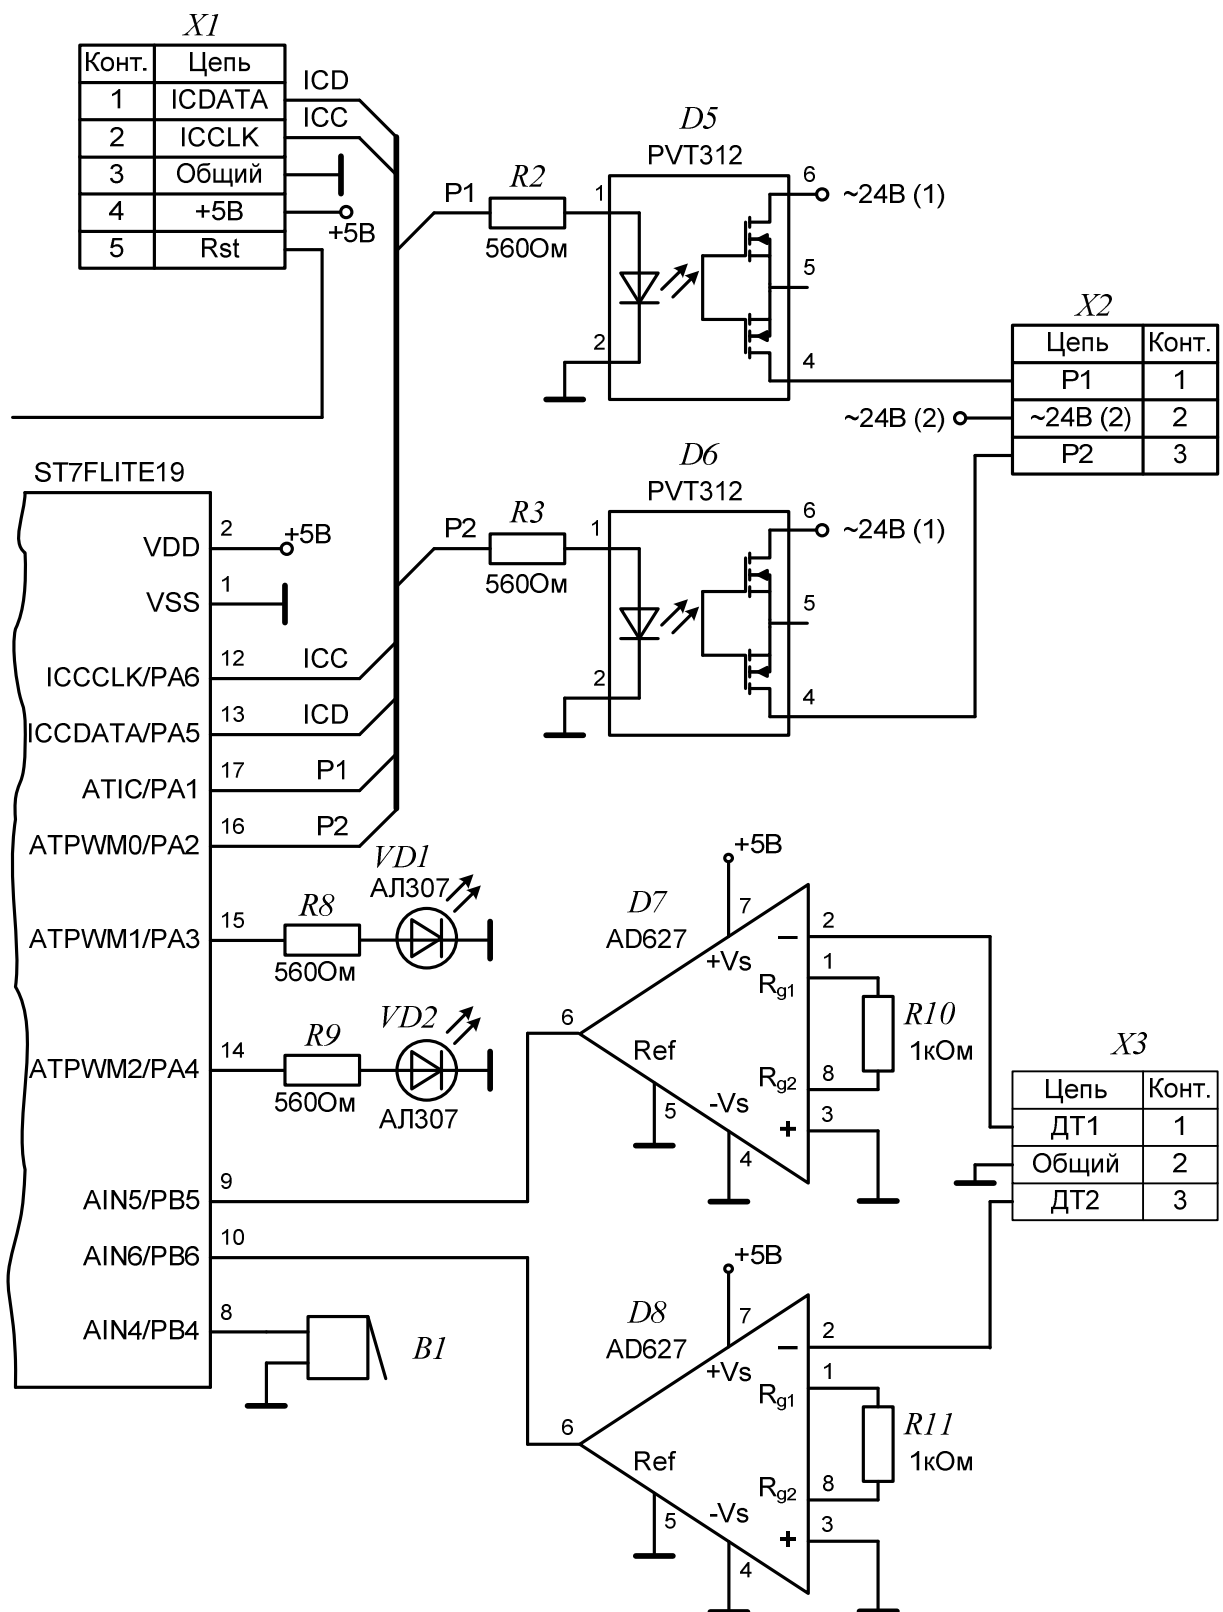 X1
Конт. Цепь
1 ICDATA
2 ICCLK
3 Общий
4 +5В
5 Rst
ICD
ICC
+5В
P1
R2
560Ом
D5
PVT312
1
2
6
5
4
~24В (1)
X2
Цепь Конт.
P1 1
~24В (2) 2
P2 3
~24В (2)
P2
R3
560Ом
D6
PVT312
1
2
6
5
4
~24В (1)
ST7FLITE19
VDD 2 +5В
VSS 1
ICCCLK/PA6 12 ICC
ICCDATA/PA5 13 ICD
ATIC/PA1 17 P1
ATPWM0/PA2 16 P2
ATPWM1/PA3 15
R8
560Ом
VD1
АЛ307
ATPWM2/PA4 14
R9
560Ом
VD2
АЛ307
AIN5/PB5 9
AIN6/PB6 10
AIN4/PB4 8
B1
+5В
D7
AD627
7
+Vs
–
2
Rg1
1
R10
1кОм
6
Ref
Rg2
8
5
-Vs
4
+
3
X3
Цепь Конт.
ДТ1 1
Общий 2
ДТ2 3
+5В
D8
AD627
7
+Vs
–
2
Rg1
1
R11
1кОм
6
Ref
Rg2
8
5
-Vs
4
+
3